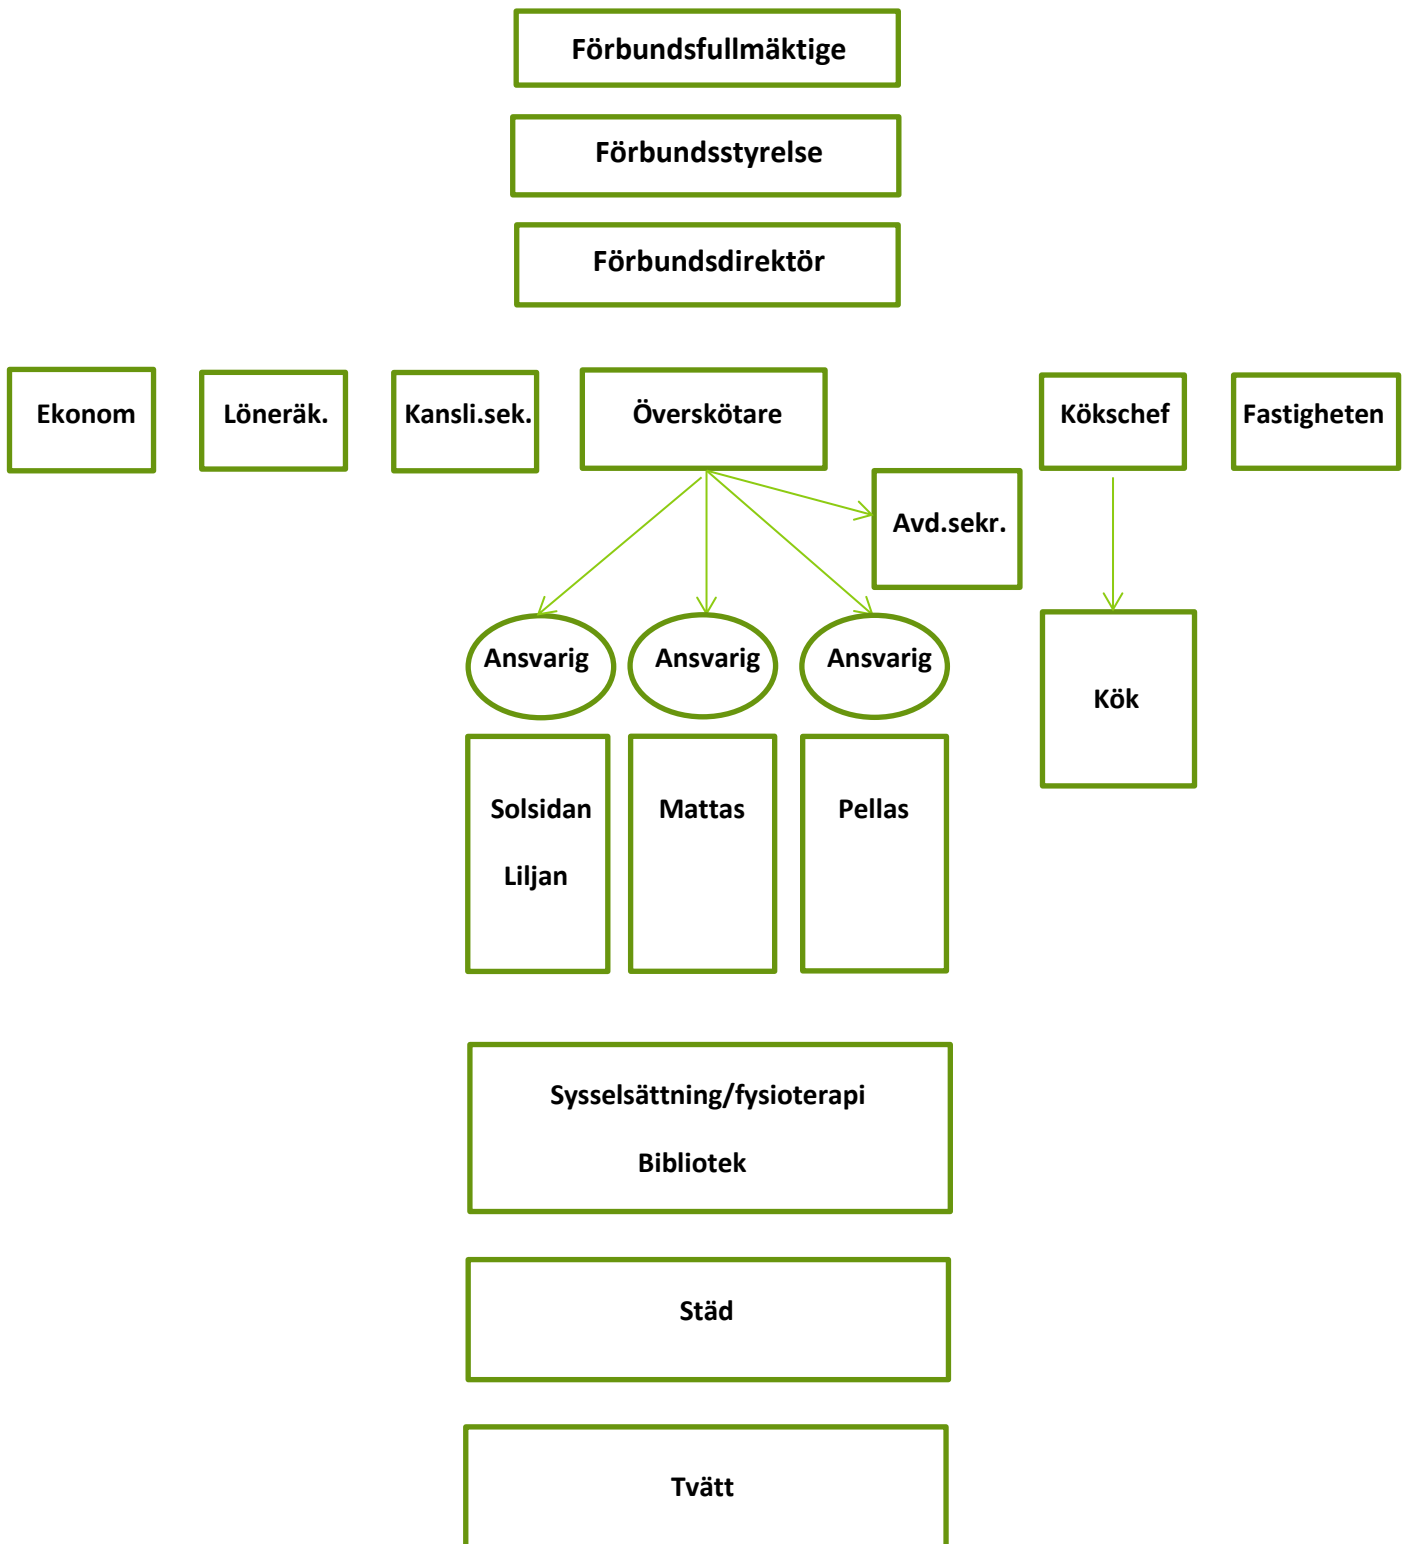 Förbundsfullmäktige
Förbundsstyrelse
Förbundsdirektör
Ekonom
Löneräk.
Kansli.sek.
Överskötare
Kökschef
Fastigheten
Avd.sekr.
Ansvarig
Ansvarig
Ansvarig
Kök
Solsidan
Liljan
Mattas
Pellas
Sysselsättning/fysioterapi
Bibliotek
Städ
Tvätt